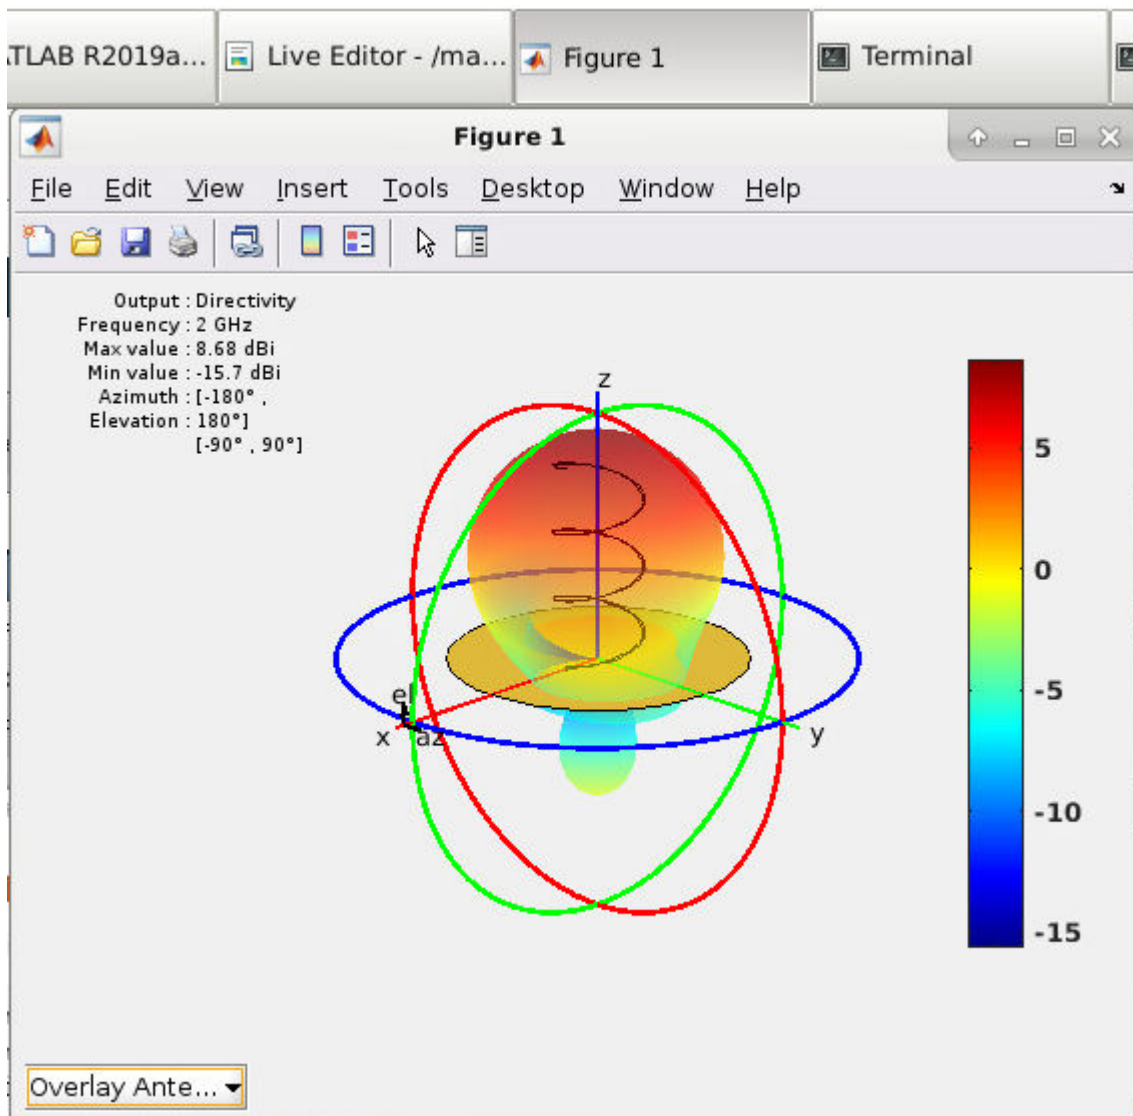 ATLAB R2019a...
Live Editor - /ma...
Figure 1
Terminal
Figure 1
File Edit View Insert Tools Desktop Window Help
Output : Directivity
Frequency : 2 GHz
Max value : 8.68 dBi
Min value : -15.7 dBi
Azimuth : [-180° ,
Elevation : 180°]
[-90° , 90°]
z
el
x
az
y
5
0
-5
-10
-15
Overlay Ante...